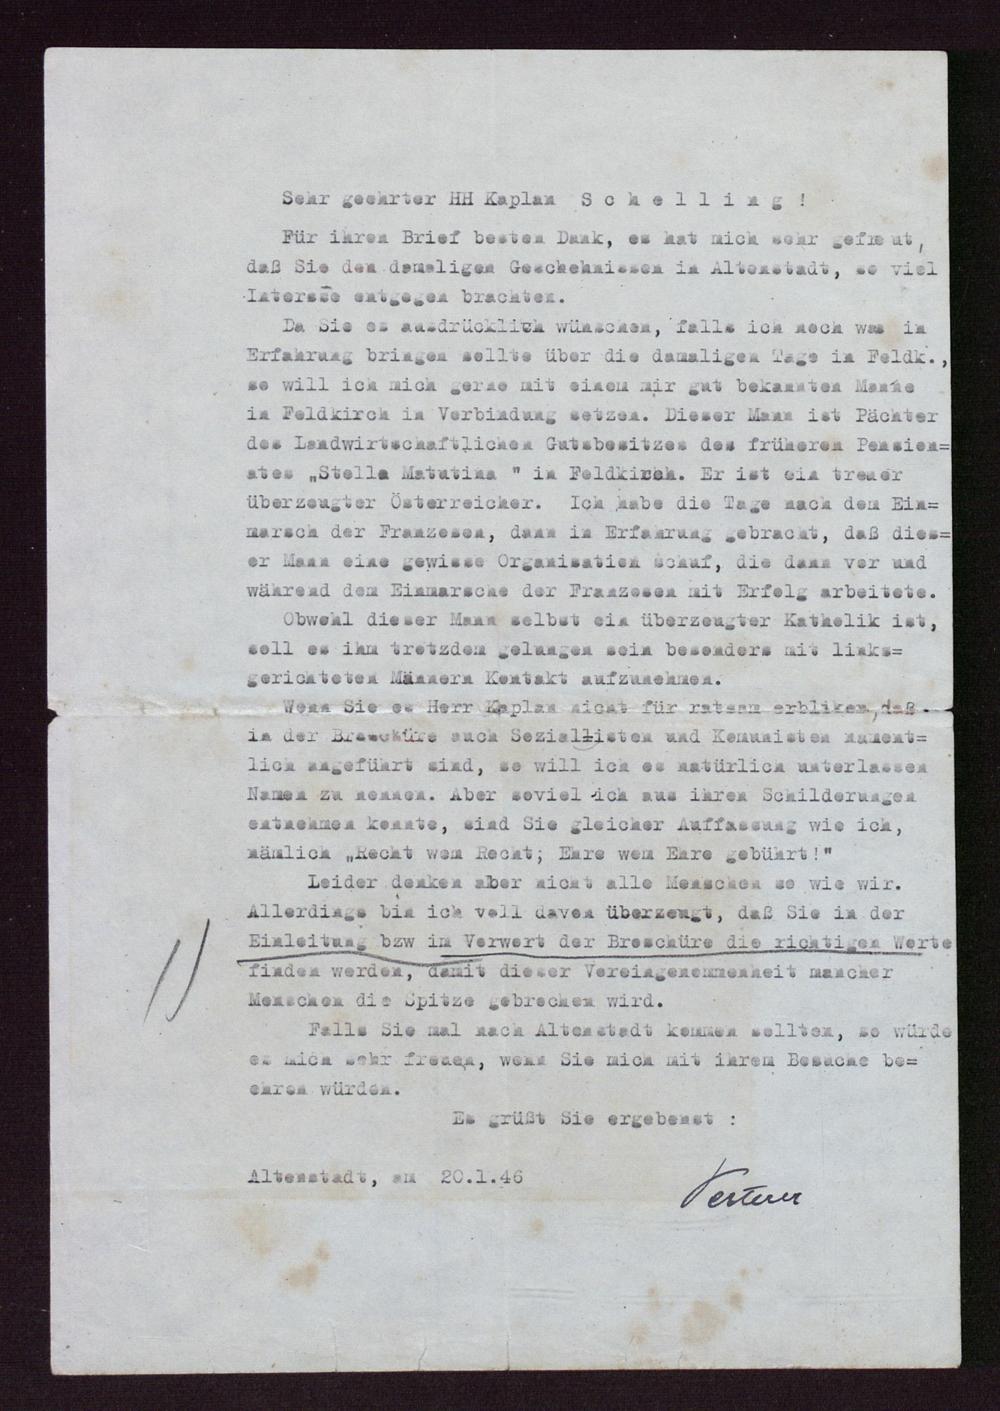 Sehr geehrter HH Kaplan S c h e l l i n g !
Für ihren Brief besten Dank, es hat mich sehr gefreut,
daß Sie den damaligen Geschehnissen in Altenstadt, so viel
Interesse entgegen brachten.
Da Sie es ausdrücklich wünschen, falls ich noch was in
Erfahrung bringen sollte über die damaligen Tage in Feldk.,
so will ich mich gerne mit einem mir gut bekannten Manne
in Feldkirch in Verbindung setzen. Dieser Mann ist Pächter
des Landwirtschaftlichen Gutsbesitzes des früheren Pension=
ates „Stella Matutina " in Feldkirch. Er ist ein treuer
überzeugter Österreicher. Ich habe die Tage nach dem Ein=
marsch der Franzosen, dann in Erfahrung gebracht, daß dies=
er Mann eine gewisse Organisation schuf, die dann vor und
während dem Einmarsche der Franzosen mit Erfolg arbeitete.
Obwohl dieser Mann selbst ein überzeugter Katholik ist,
soll es ihm trotzdem gelungen sein besonders mit links=
gerichteten Männern Kontakt aufzunehmen.
Wenn Sie es Herr Kaplan nicht für ratsam erbliken, daß
in der Broschüre auch Soziallisten und Komunisten nament=
lich angeführt sind, so will ich es natürlich unterlassen
Namen zu nennen. Aber soviel ich aus ihren Schilderungen
entnehmen konnte, sind Sie gleicher Auffassung wie ich,
nämlich „Recht wem Recht; Ehre wem Ehre gebührt!"
Leider denken aber nicht alle Menschen so wie wir.
Allerdings bin ich voll davon überzeugt, daß Sie in der
Einleitung bzw im Vorwort der Broschüre die richtigen Worte
finden werden, damit dieser Voreingenommenheit mancher
Menschen die Spitze gebrochen wird.
Falls Sie mal nach Altenstadt kommen sollten, so würde
es mich sehr freuen, wenn Sie mich mit ihrem Besuche be=
ehren würden.
Es grüßt Sie ergebenst :
Altenstadt, am 20.1.46